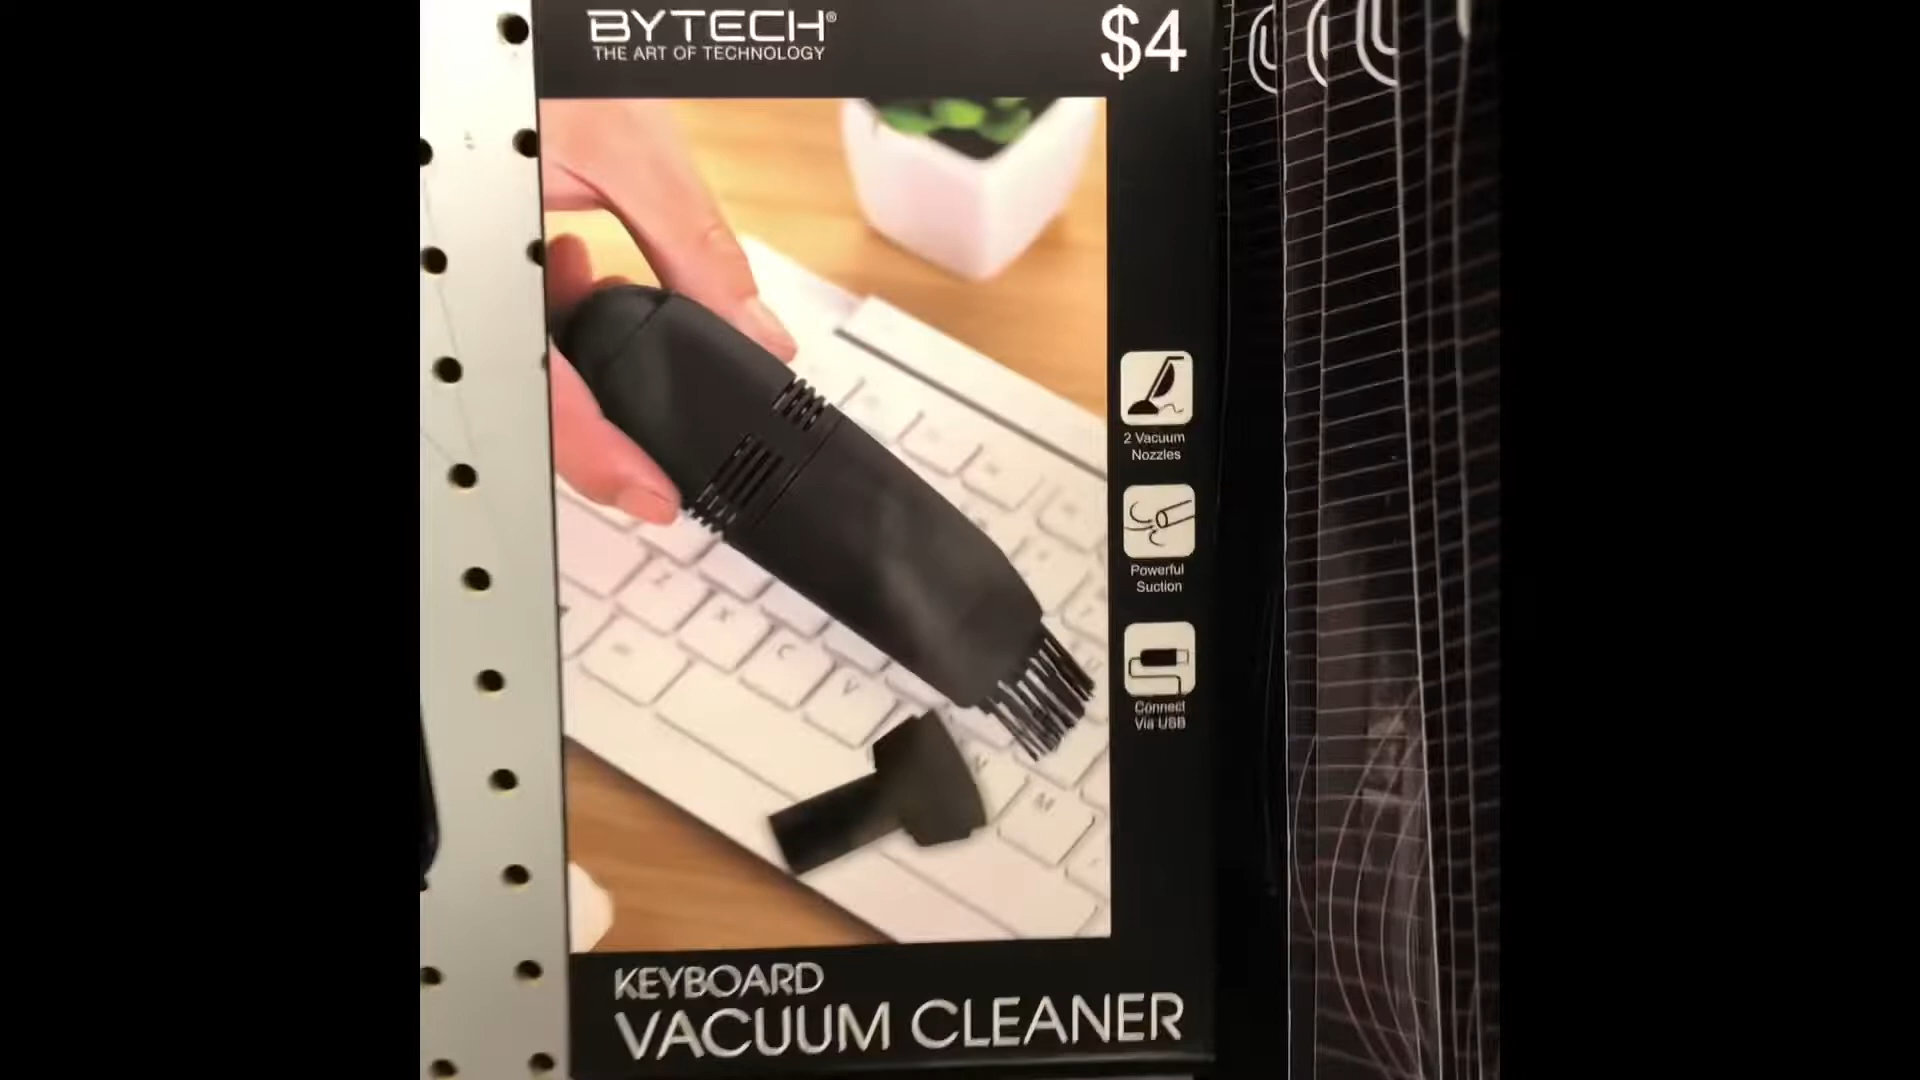 BYTECH®
THE ART OF TECHNOLOGY
$4
2 Vacuum
Nozzles
Powerful
Suction
Connect
Via USB
Z
X
C
V
M
KEYBOARD
VACUUM CLEANER